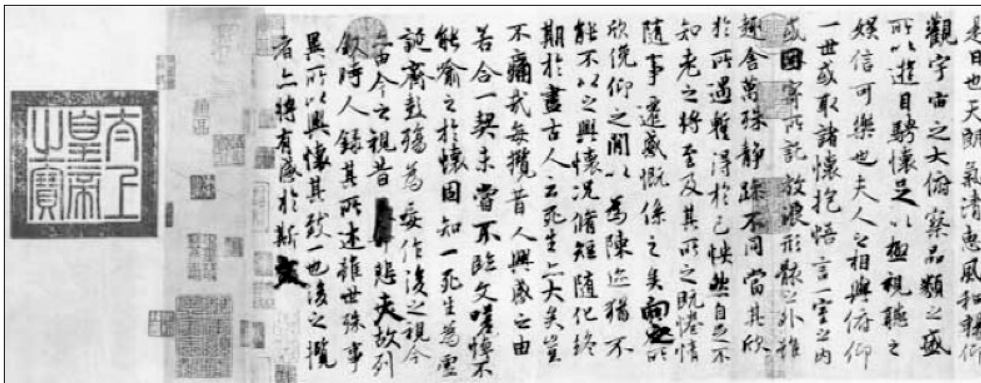 是日也天朗氣清惠風和暢仰
觀宇宙之大俯察品類之盛
所以遊目騁懷足以極視聽之
娛信可樂也夫人之相與俯仰
一世或取諸懷抱悟言一室之內
或因寄所託放浪形骸之外雖
趣舍萬殊靜躁不同當其欣
於所遇暫得於己怏然自足不
知老之將至及其所之既惓情
隨事遷感慨係之矣向之所
欣俛仰之閒以為陳迹猶不
能不以之興懷況脩短隨化終
期於盡古人云死生亦大矣豈
不痛哉每攬昔人興感之由
若合一契未嘗不臨文嗟悼不
能喻之於懷固知一死生為虛
誕齊彭殤為妄作後之視今
亦由今之視昔悲夫故列
敘時人錄其所述雖世殊事
異所以興懷其致一也後之攬
者亦將有感於斯文
太上
皇帝
之寶